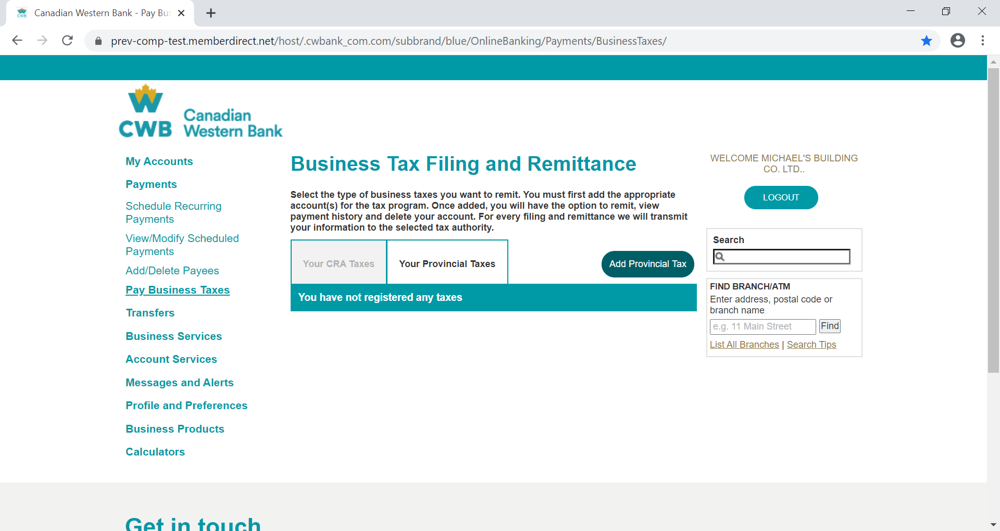 Canadian Western Bank - Pay Bus
prev-comp-test.memberdirect.net/host/.cwbank_com.com/subbrand/blue/OnlineBanking/Payments/BusinessTaxes/
W
CWB
Canadian
Western Bank
My Accounts
Payments
Schedule Recurring
Payments
View/Modify Scheduled
Payments
Add/Delete Payees
Pay Business Taxes
Transfers
Business Services
Account Services
Messages and Alerts
Profile and Preferences
Business Products
Calculators
Business Tax Filing and Remittance
Select the type of business taxes you want to remit. You must first add the appropriate
account(s) for the tax program. Once added, you will have the option to remit, view
payment history and delete your account. For every filing and remittance we will transmit
your information to the selected tax authority.
Your CRA Taxes
Your Provincial Taxes
Add Provincial Tax
You have not registered any taxes
WELCOME MICHAEL'S BUILDING
CO. LTD..
LOGOUT
Search
FIND BRANCH/ATM
Enter address, postal code or
branch name
e.g. 11 Main Street
Find
List All Branches | Search Tips
Get in touch